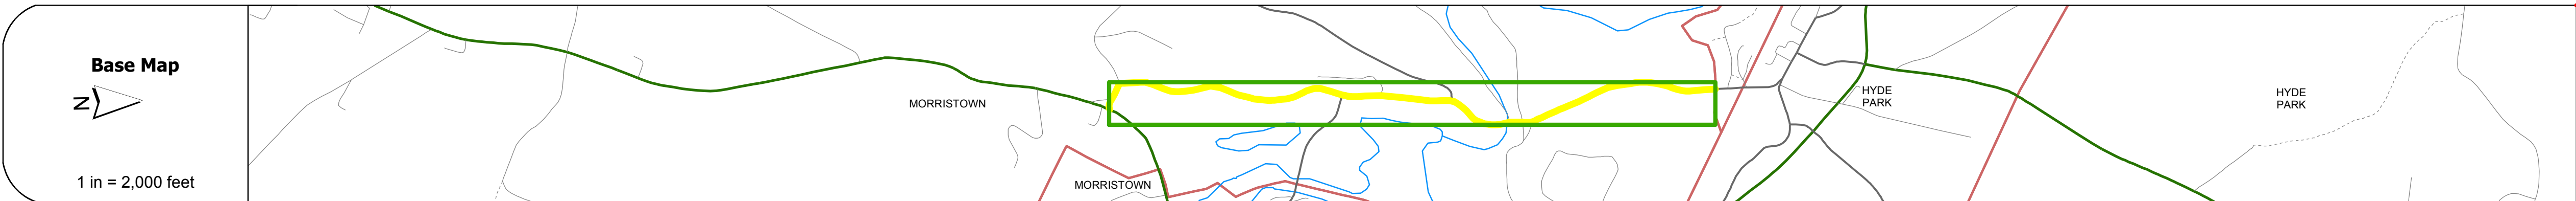 Base Map
N
1 in = 2,000 feet
MORRISTOWN
MORRISTOWN
HYDE
PARK
HYDE
PARK